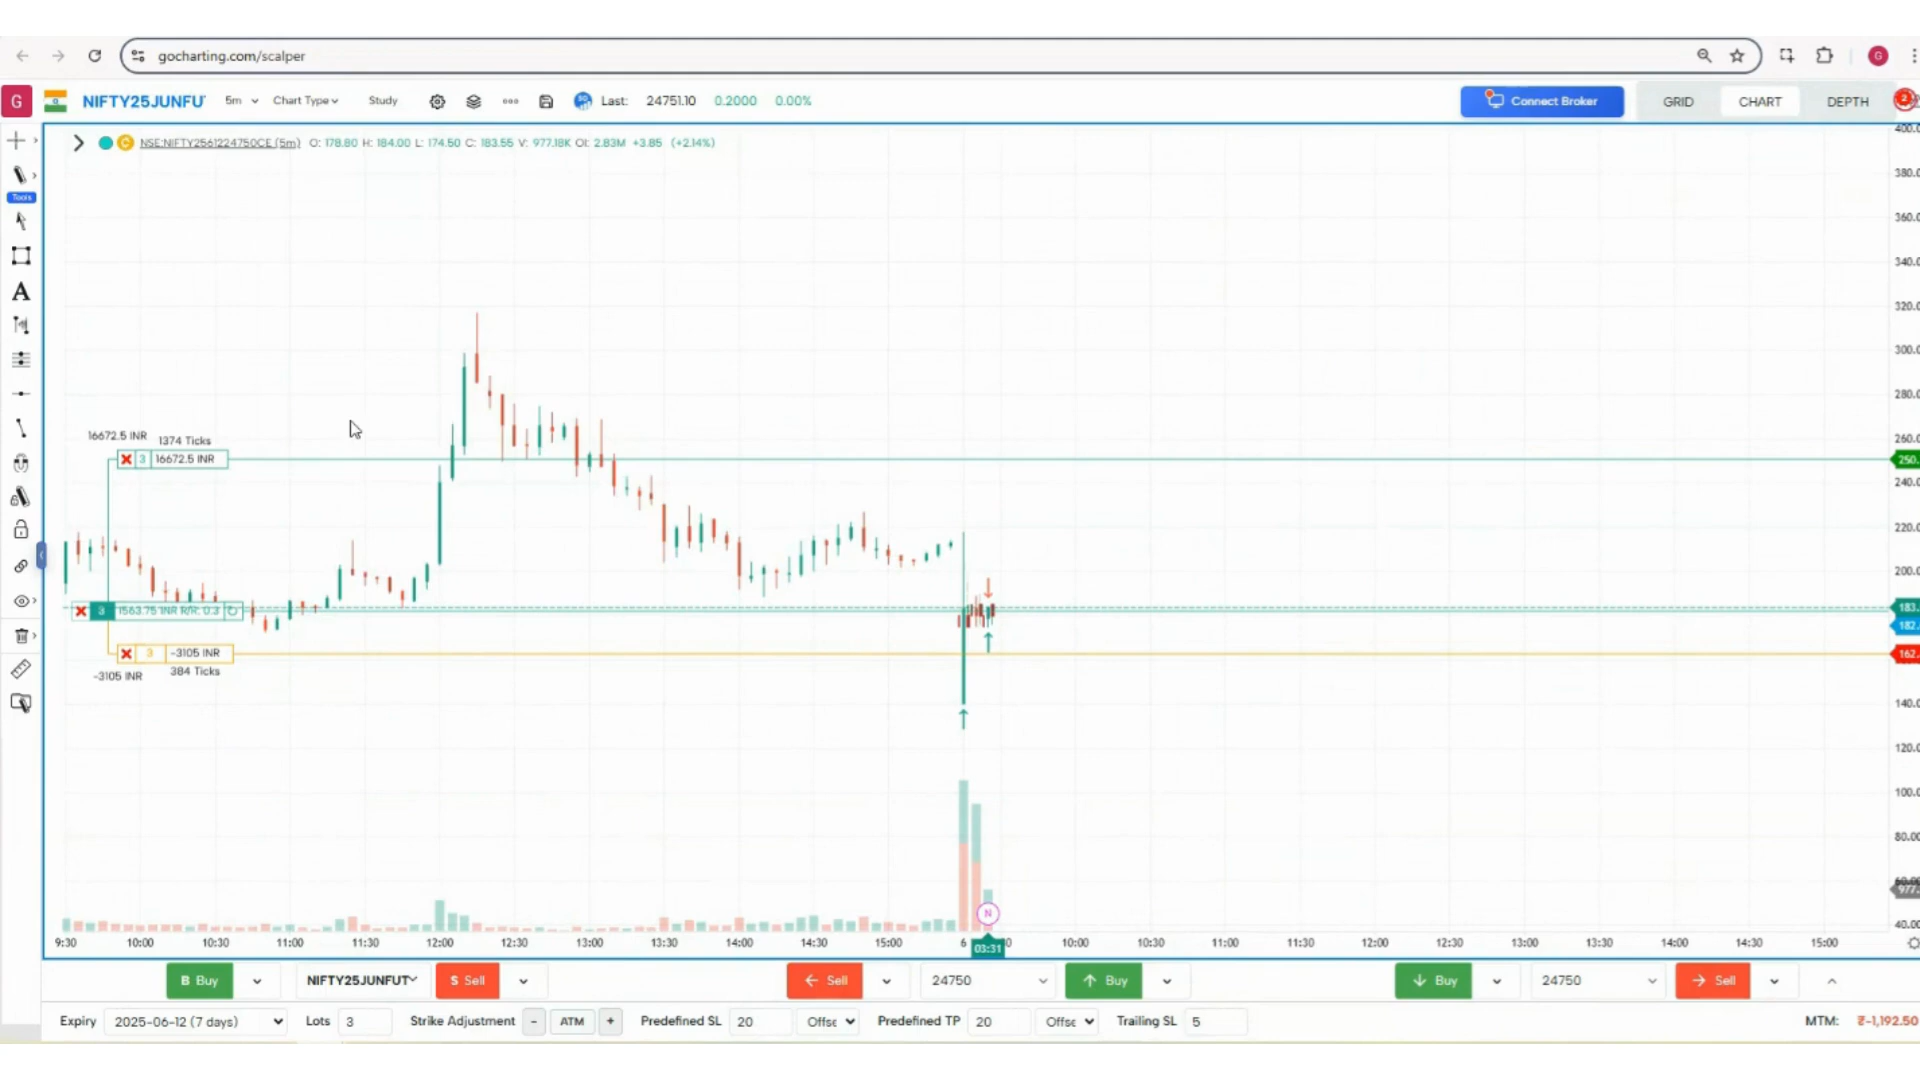 gocharting.com/scalper
G
G NIFTY25JUNFU 5m Chart Type Study Last: 24751.10 0.2000 0.00% Connect Broker GRID CHART DEPTH 2
C NSE:NIFTY2561224750CE (5m) O: 178.80 H: 184.00 L: 174.50 C: 183.55 V: 977.18K OI: 2.83M +3.85 (+2.14%)
Tools
A
400.0
380.0
360.0
340.0
320.0
300.0
280.0
260.0
16672.5 INR 1374 Ticks
3 16672.5 INR
250.
240.0
220.0
200.0
3 1563.75 INR R/R: 0.3
183.
182.
3 -3105 INR
162.
-3105 INR 384 Ticks
140.0
120.0
100.0
80.00
977.
N
40.00
9:30 10:00 10:30 11:00 11:30 12:00 12:30 13:00 13:30 14:00 14:30 15:00 6 03:31 10:00 10:30 11:00 11:30 12:00 12:30 13:00 13:30 14:00 14:30 15:00
B Buy NIFTY25JUNFUT S Sell ← Sell 24750 ↑ Buy ↓ Buy 24750 → Sell
Expiry 2025-06-12 (7 days) Lots 3 Strike Adjustment - ATM + Predefined SL 20 Offse Predefined TP 20 Offse Trailing SL 5 MTM: ₹-1,192.50